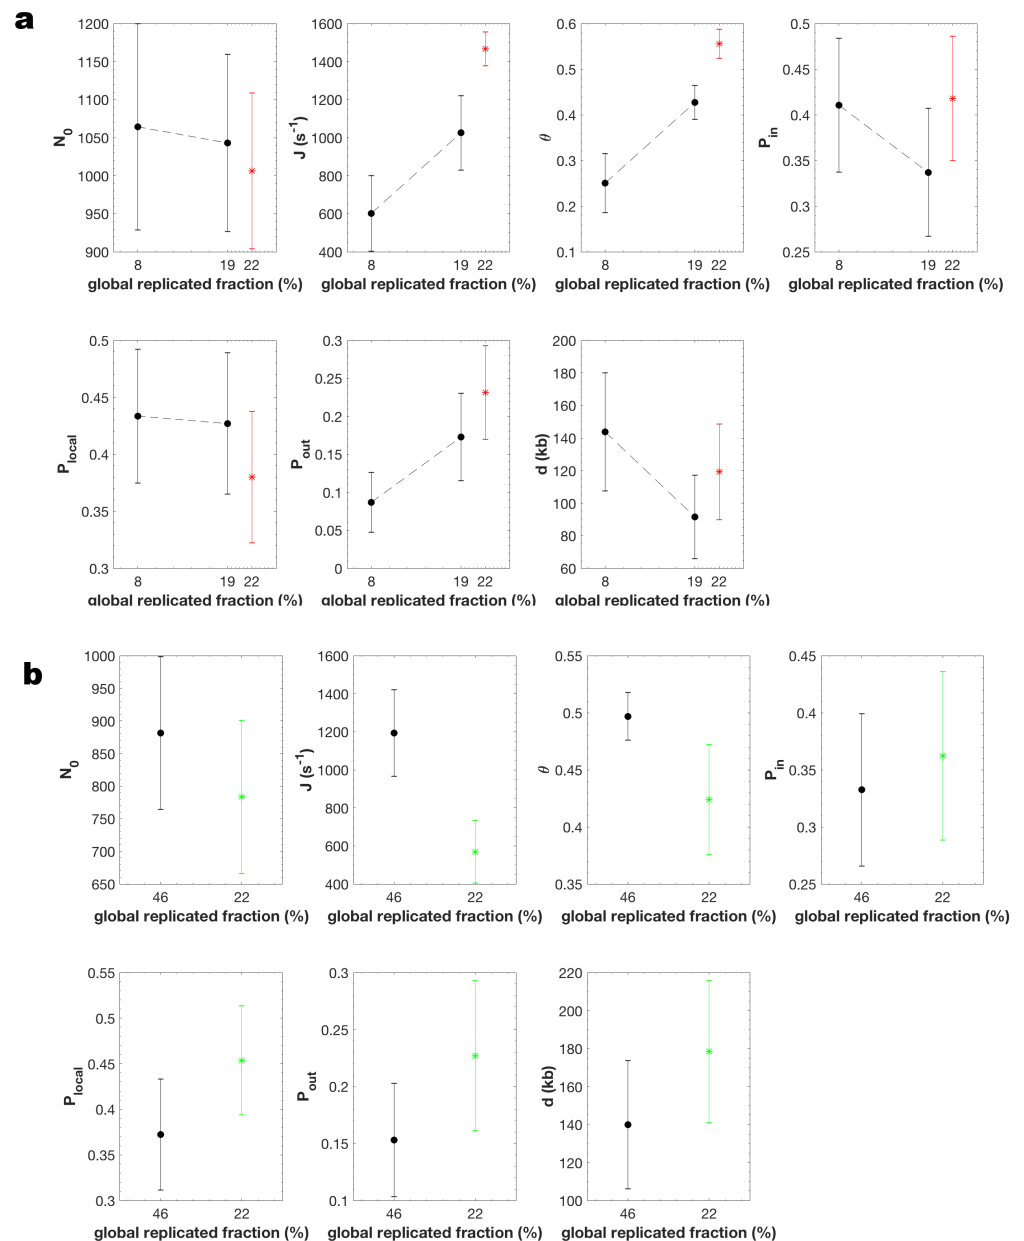 a
1200
1150
1100
1050
1000
950
900
N0
8 19 22
global replicated fraction (%)
1600
1400
1200
1000
800
600
400
J (s-1)
8 19 22
global replicated fraction (%)
0.6
0.5
0.4
0.3
0.2
0.1
θ
8 19 22
global replicated fraction (%)
0.5
0.45
0.4
0.35
0.3
0.25
Pin
8 19 22
global replicated fraction (%)
0.5
0.45
0.4
0.35
0.3
Plocal
8 19 22
global replicated fraction (%)
0.3
0.25
0.2
0.15
0.1
0.05
0
Pout
8 19 22
global replicated fraction (%)
200
180
160
140
120
100
80
60
d (kb)
8 19 22
global replicated fraction (%)
b
1000
950
900
850
800
750
700
650
N0
46 22
global replicated fraction (%)
1600
1400
1200
1000
800
600
400
J (s-1)
46 22
global replicated fraction (%)
0.55
0.5
0.45
0.4
0.35
θ
46 22
global replicated fraction (%)
0.45
0.4
0.35
0.3
0.25
Pin
46 22
global replicated fraction (%)
0.55
0.5
0.45
0.4
0.35
0.3
Plocal
46 22
global replicated fraction (%)
0.3
0.25
0.2
0.15
0.1
Pout
46 22
global replicated fraction (%)
220
200
180
160
140
120
100
d (kb)
46 22
global replicated fraction (%)